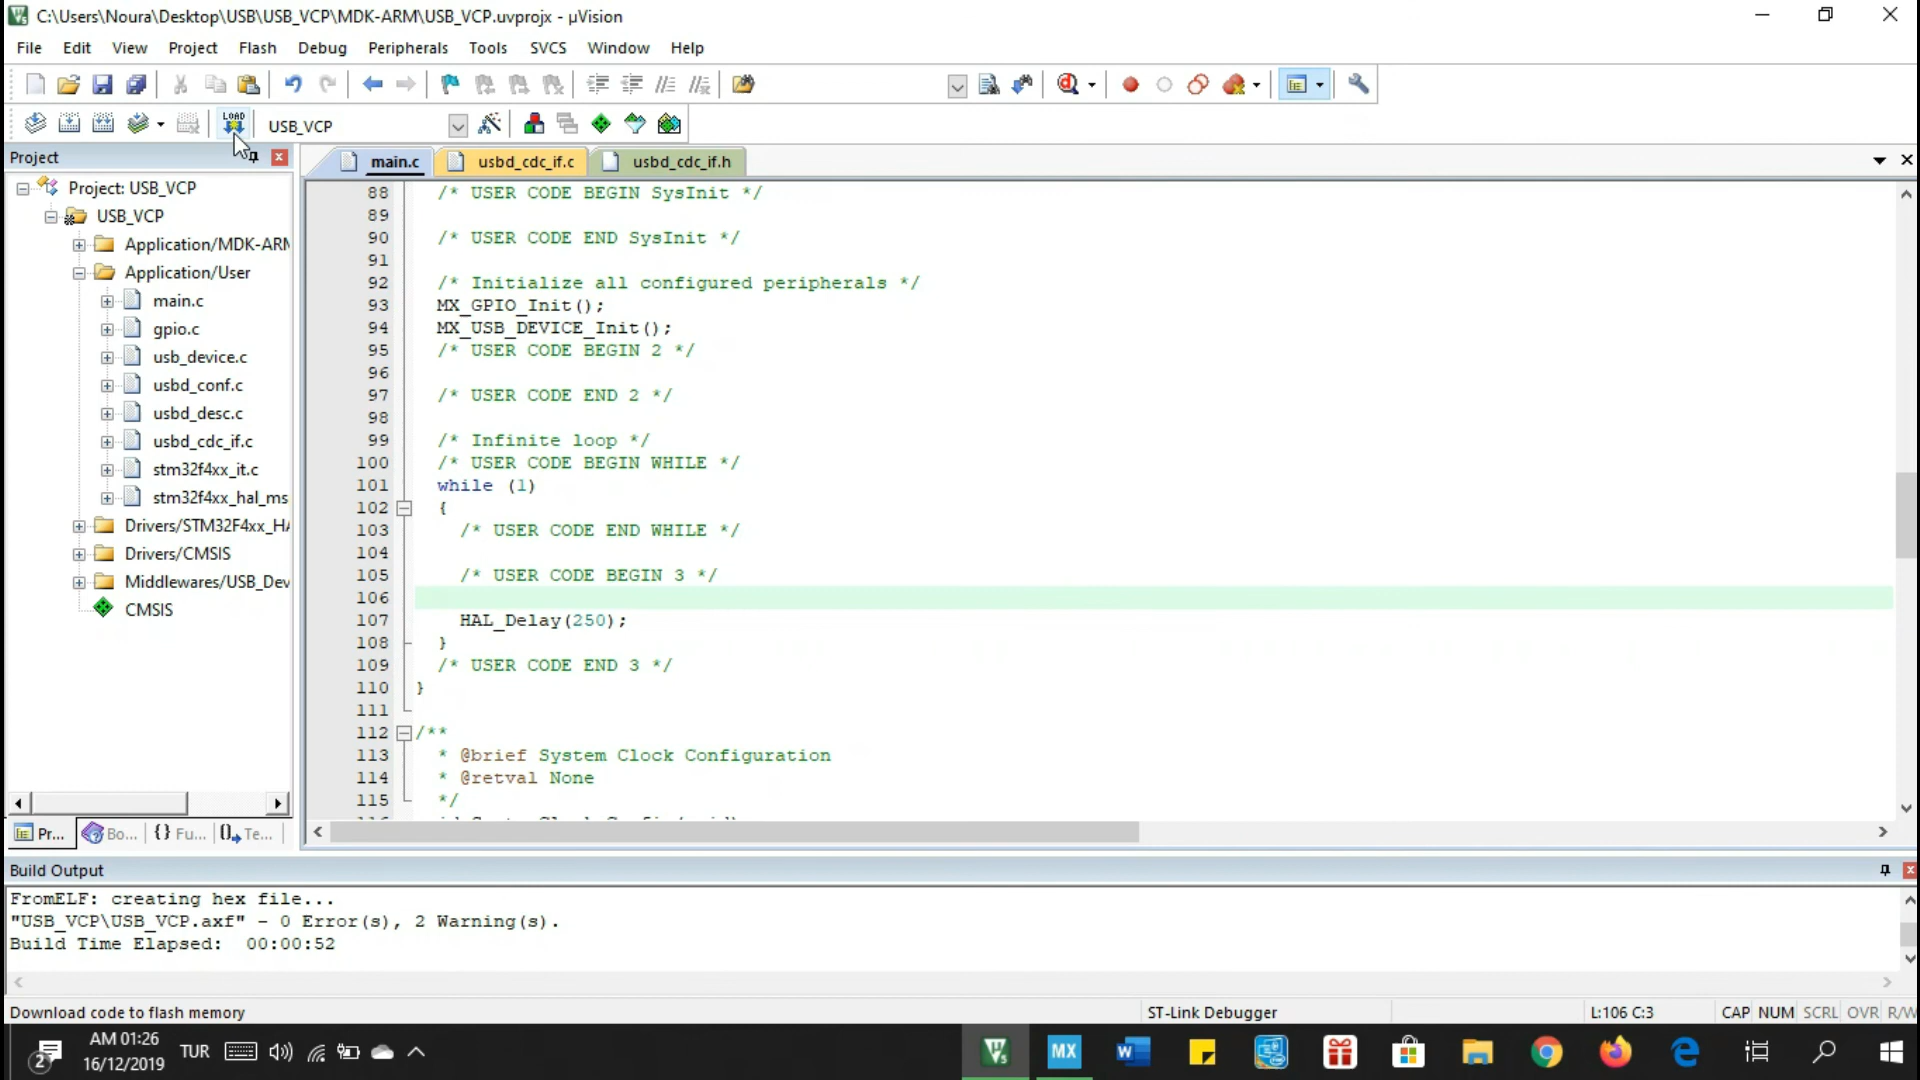 C:\Users\Noura\Desktop\USB\USB_VCP\MDK-ARM\USB_VCP.uvprojx - µVision
File Edit View Project Flash Debug Peripherals Tools SVCS Window Help
LOAD USB_VCP
Project
main.c usbd_cdc_if.c usbd_cdc_if.h
Project: USB_VCP
USB_VCP
Application/MDK-ARM
Application/User
main.c
gpio.c
usb_device.c
usbd_conf.c
usbd_desc.c
usbd_cdc_if.c
stm32f4xx_it.c
stm32f4xx_hal_ms
Drivers/STM32F4xx_HA
Drivers/CMSIS
Middlewares/USB_Dev
CMSIS
Pr... Bo... {} Fu... Te...
88 /* USER CODE BEGIN SysInit */
89
90 /* USER CODE END SysInit */
91
92 /* Initialize all configured peripherals */
93 MX_GPIO_Init();
94 MX_USB_DEVICE_Init();
95 /* USER CODE BEGIN 2 */
96
97 /* USER CODE END 2 */
98
99 /* Infinite loop */
100 /* USER CODE BEGIN WHILE */
101 while (1)
102 {
103 /* USER CODE END WHILE */
104
105 /* USER CODE BEGIN 3 */
106
107 HAL_Delay(250);
108 }
109 /* USER CODE END 3 */
110 }
111
112 /**
113 * @brief System Clock Configuration
114 * @retval None
115 */
Build Output
FromELF: creating hex file...
"USB_VCP\USB_VCP.axf" - 0 Error(s), 2 Warning(s).
Build Time Elapsed: 00:00:52
Download code to flash memory ST-Link Debugger L:106 C:3 CAP NUM SCRL OVR R/W
2 AM 01:26
16/12/2019
TUR
MX